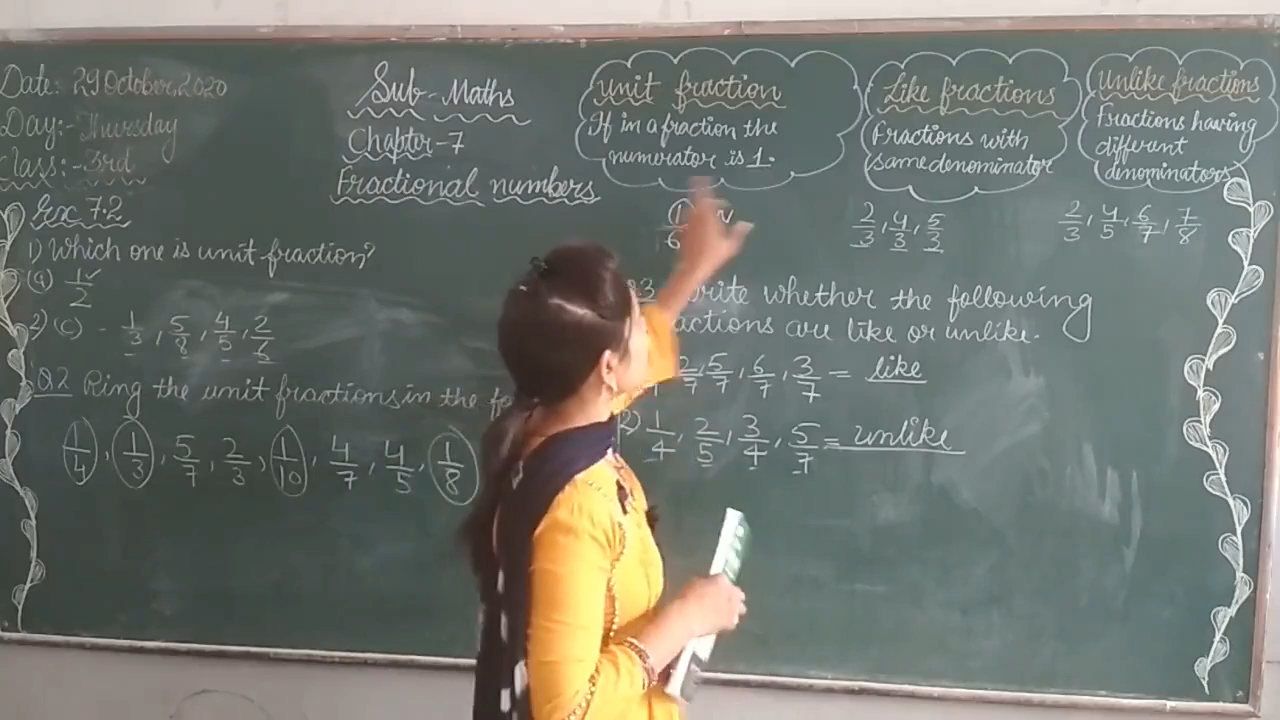 Date: 29 October, 2020
Day:- Thursday
Class:- 3rd
Sub- Maths
Chapter-7
Fractional numbers
Unit fraction
If in a fraction the
numerator is 1.
1/6
Like fractions
Fractions with
same denominator
2/3, 4/3, 5/3
Unlike fractions
Fractions having
different
denominators
2/3, 4/5, 6/7, 7/8
Ex 7.2
1) Which one is unit fraction?
(a) 1/2 ✓
2) (c) - 1/3, 5/8, 4/5, 2/6
Q2 Ring the unit fractions in the
1/4, 1/3, 5/7, 2/3, 1/10, 4/7, 4/5, 1/8
whether the following
are like or unlike.
2/7, 5/7, 6/7, 3/7 = like
2) 1/4, 2/5, 3/4, 5/7 = unlike